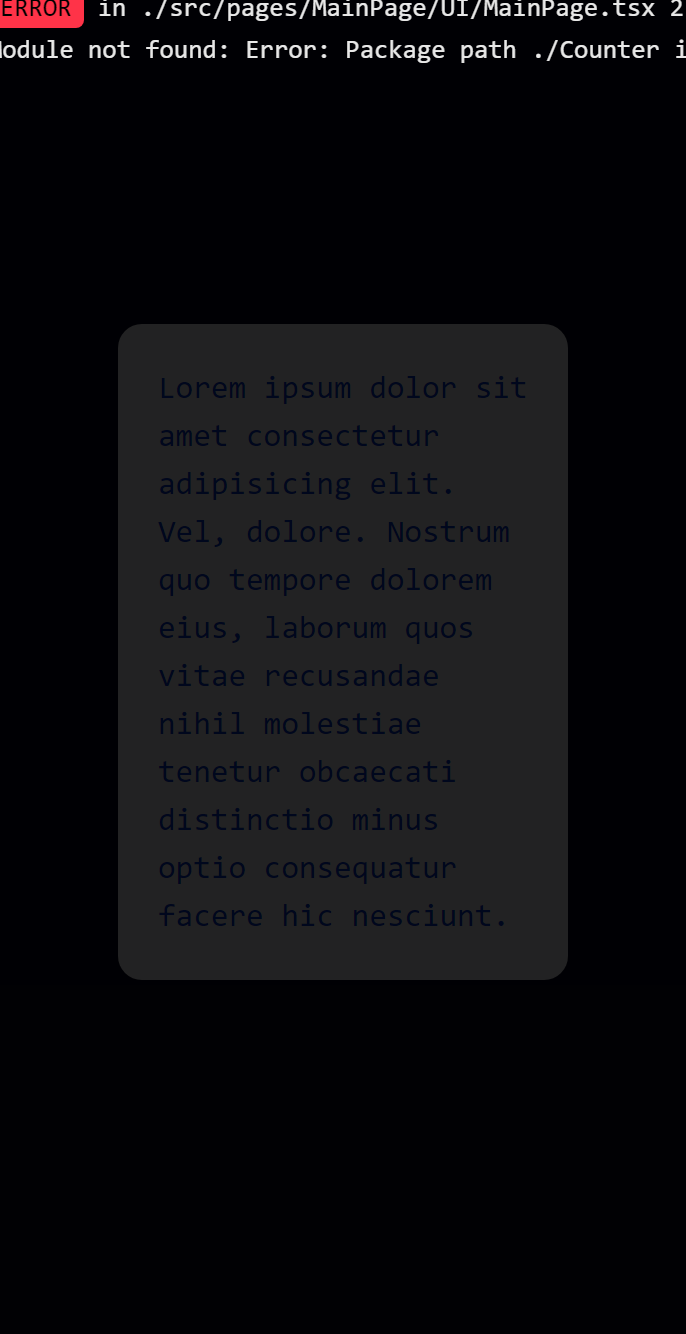 ERROR in ./src/pages/MainPage/UI/MainPage.tsx 2
Module not found: Error: Package path ./Counter i
Lorem ipsum dolor sit
amet consectetur
adipisicing elit.
Vel, dolore. Nostrum
quo tempore dolorem
eius, laborum quos
vitae recusandae
nihil molestiae
tenetur obcaecati
distinctio minus
optio consequatur
facere hic nesciunt.